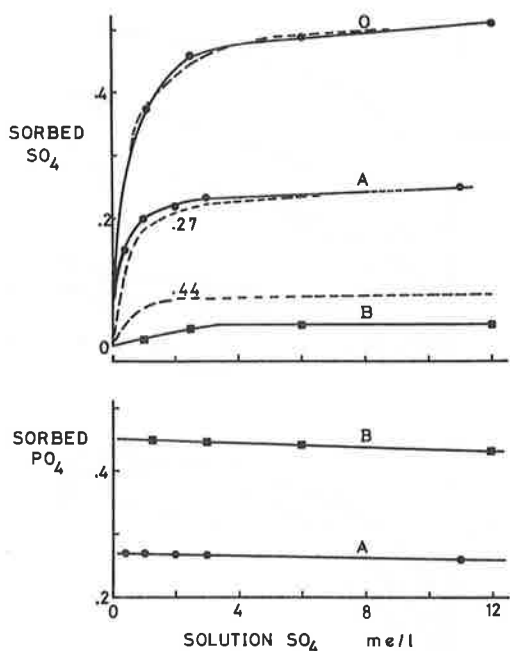 O
.4
SORBED
SO4
A
.2
.27
.44
B
0
SORBED
PO4
B
.4
A
.2
0 4 8 12
SOLUTION SO4 me/l